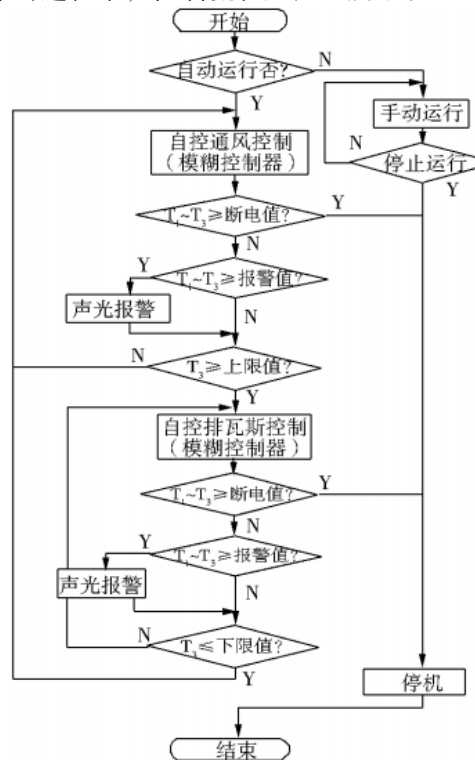 开始
自动运行否?
N
Y
手动运行
自控通风控制
(模糊控制器)
停止运行
N
T₁~T₃≥断电值?
Y
Y
N
Y
T₁~T₃≥报警值?
声光报警
N
N
T₃≥上限值?
Y
自控排瓦斯控制
(模糊控制器)
T₁~T₃≥断电值?
Y
N
Y
T₁~T₃≥报警值?
声光报警
N
N
T₃≤下限值?
Y
停机
结束